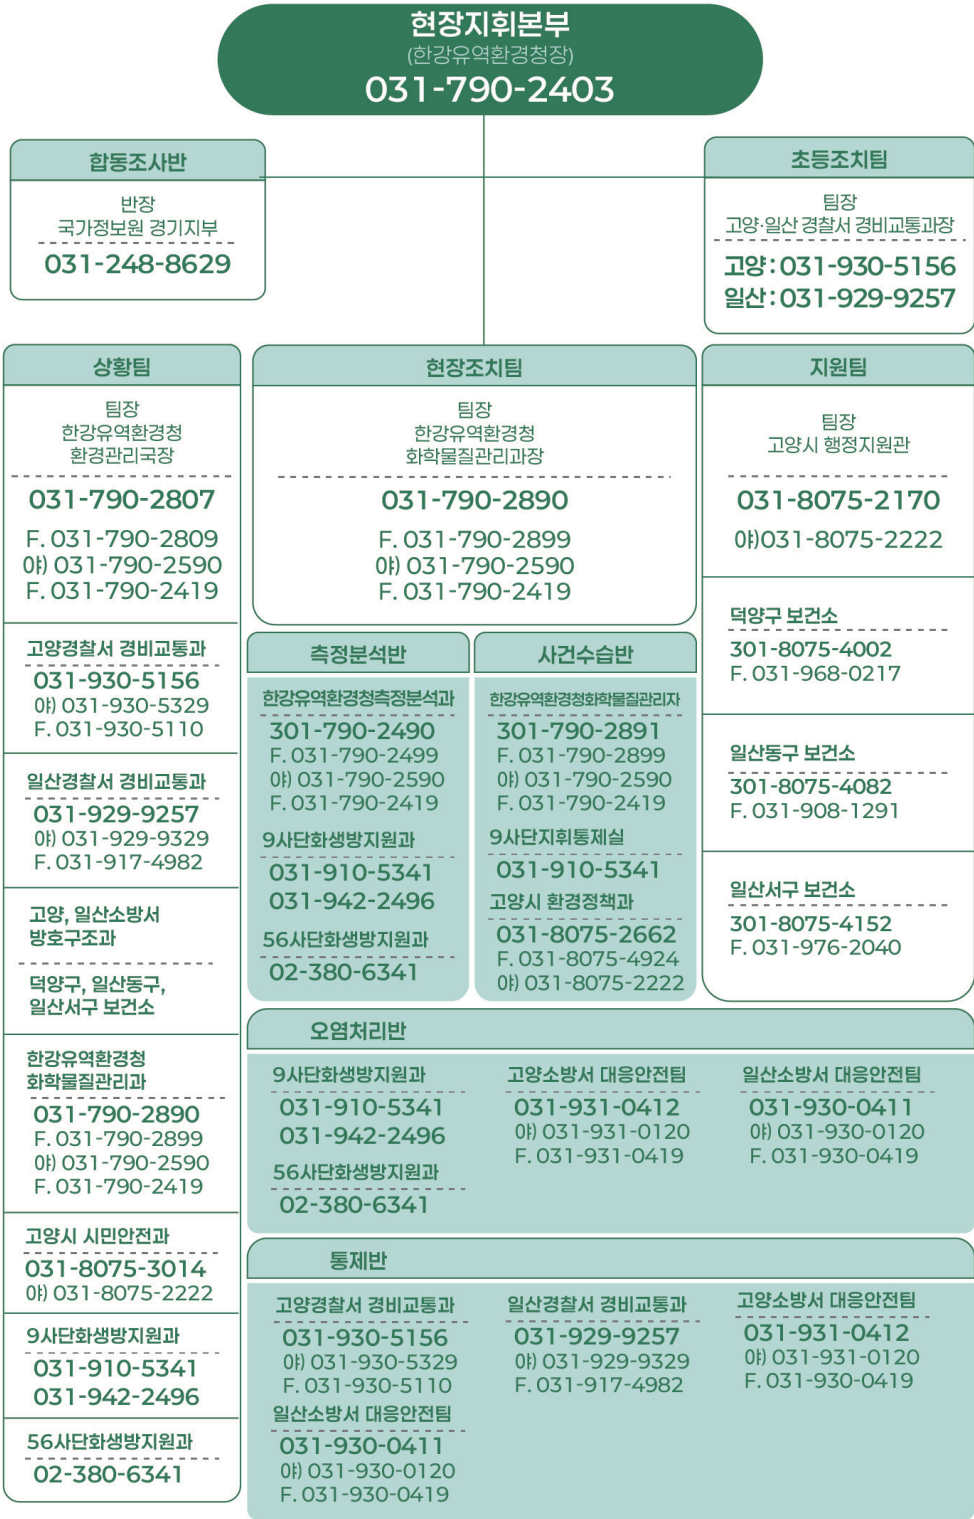 현장지휘본부
(한강유역환경청장)
031-790-2403
합동조사반
반장
국가정보원 경기지부
031-248-8629
초등조치팀
팀장
고양·일산 경찰서 경비교통과장
고양 : 031-930-5156
일산 : 031-929-9257
상황팀
팀장
한강유역환경청
환경관리국장
031-790-2807
F. 031-790-2809
야) 031-790-2590
F. 031-790-2419
고양경찰서 경비교통과
031-930-5156
야) 031-930-5329
F. 031-930-5110
일산경찰서 경비교통과
031-929-9257
야) 031-929-9329
F. 031-917-4982
고양, 일산소방서
방호구조과
덕양구, 일산동구,
일산서구 보건소
한강유역환경청
화학물질관리과
031-790-2890
F. 031-790-2899
야) 031-790-2590
F. 031-790-2419
고양시 시민안전과
031-8075-3014
야) 031-8075-2222
9사단화생방지원과
031-910-5341
031-942-2496
56사단화생방지원과
02-380-6341
현장조치팀
팀장
한강유역환경청
화학물질관리과장
031-790-2890
F. 031-790-2899
야) 031-790-2590
F. 031-790-2419
측정분석반
한강유역환경청측정분석과
301-790-2490
F. 031-790-2499
야) 031-790-2590
F. 031-790-2419
9사단화생방지원과
031-910-5341
031-942-2496
56사단화생방지원과
02-380-6341
사건수습반
한강유역환경청화학물질관리자
301-790-2891
F. 031-790-2899
야) 031-790-2590
F. 031-790-2419
9사단지휘통제실
031-910-5341
고양시 환경정책과
031-8075-2662
F. 031-8075-4924
야) 031-8075-2222
지원팀
팀장
고양시 행정지원관
031-8075-2170
야)031-8075-2222
덕양구 보건소
301-8075-4002
F. 031-968-0217
일산동구 보건소
301-8075-4082
F. 031-908-1291
일산서구 보건소
301-8075-4152
F. 031-976-2040
오염처리반
9사단화생방지원과
031-910-5341
031-942-2496
56사단화생방지원과
02-380-6341
고양소방서 대응안전팀
031-931-0412
야) 031-931-0120
F. 031-931-0419
일산소방서 대응안전팀
031-930-0411
야) 031-930-0120
F. 031-930-0419
통제반
고양경찰서 경비교통과
031-930-5156
야) 031-930-5329
F. 031-930-5110
일산경찰서 경비교통과
031-929-9257
야) 031-929-9329
F. 031-917-4982
고양소방서 대응안전팀
031-931-0412
야) 031-931-0120
F. 031-930-0419
일산소방서 대응안전팀
031-930-0411
야) 031-930-0120
F. 031-930-0419